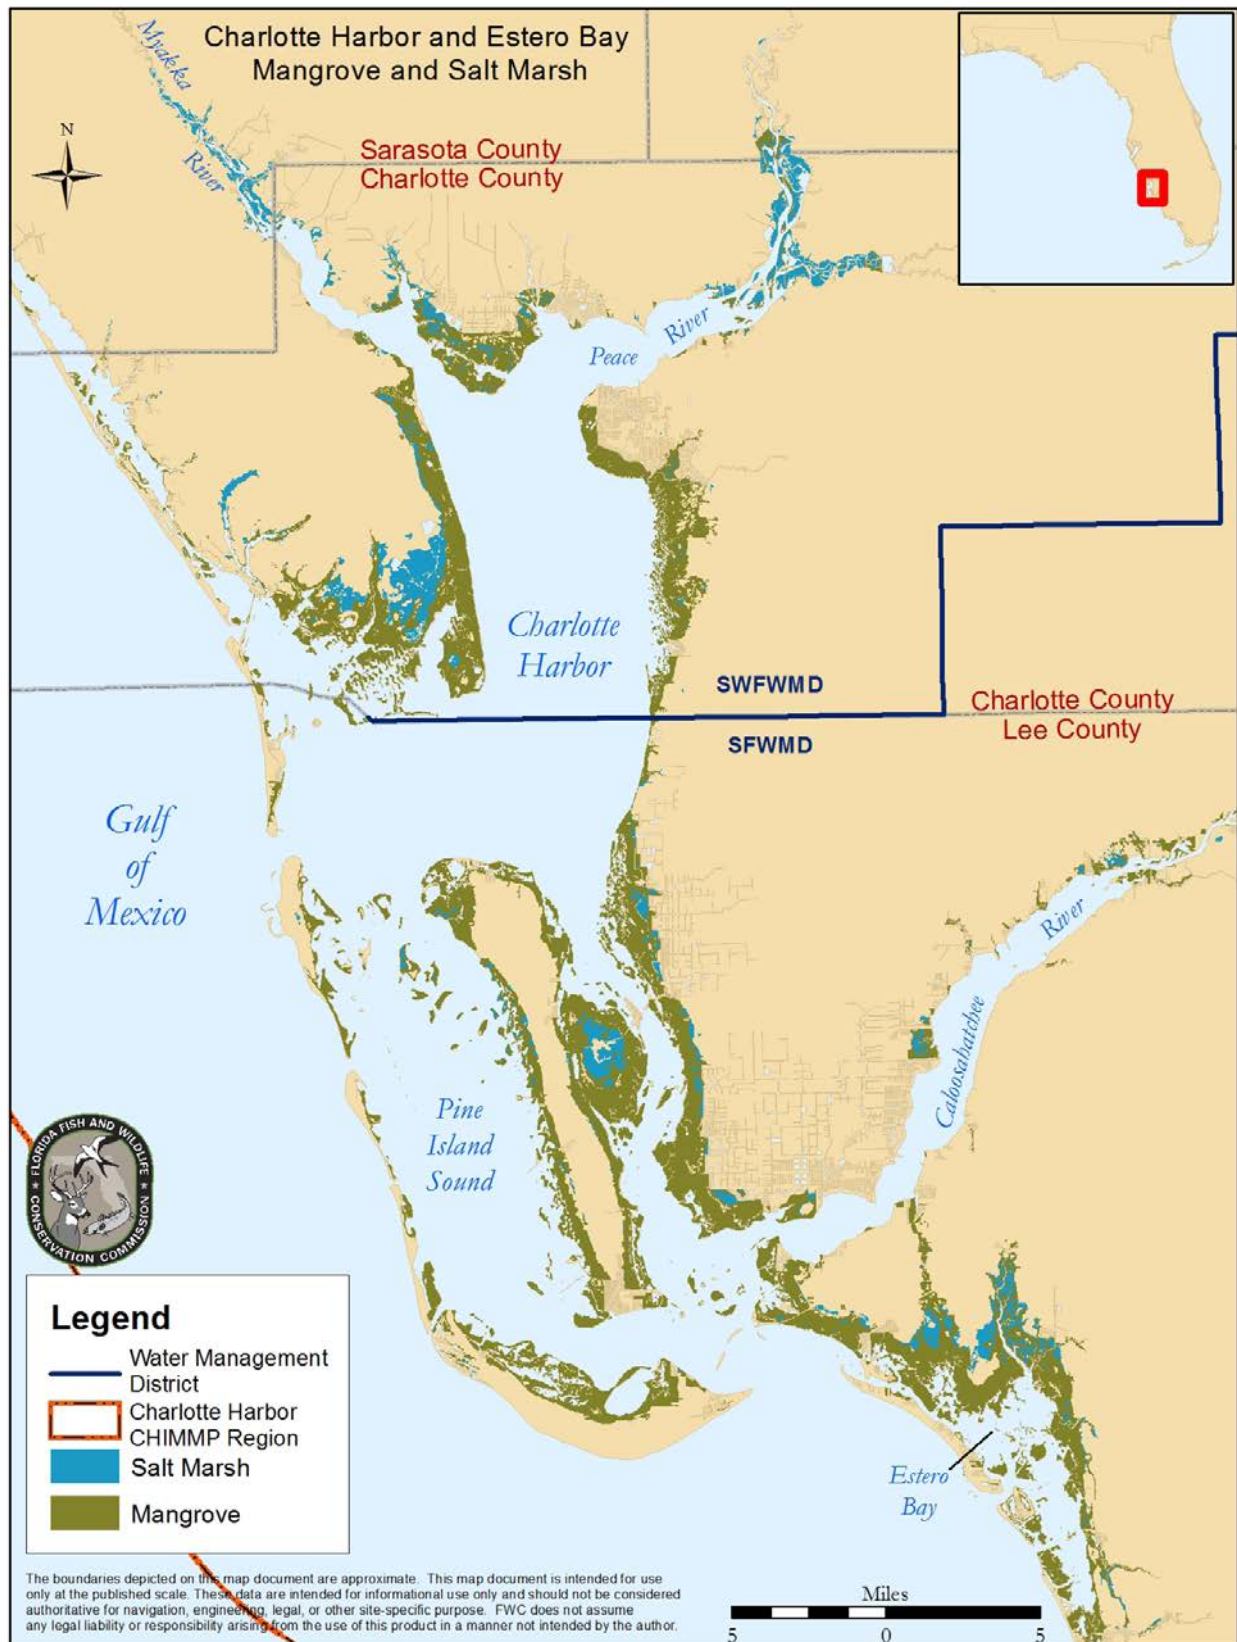 Charlotte Harbor and Estero Bay
Mangrove and Salt Marsh
Myakka
River
N
Sarasota County
Charlotte County
Peace
River
Charlotte
Harbor
SWFWMD
SFWMD
Charlotte County
Lee County
Gulf
of
Mexico
River
Caloosahatchee
Pine
Island
Sound
FLORIDA FISH AND WILDLIFE
CONSERVATION COMMISSION
Estero
Bay
Legend
Water Management
District
Charlotte Harbor
CHIMMP Region
Salt Marsh
Mangrove
The boundaries depicted on this map document are approximate. This map document is intended for use
only at the published scale. These data are intended for informational use only and should not be considered
authoritative for navigation, engineering, legal, or other site-specific purpose. FWC does not assume
any legal liability or responsibility arising from the use of this product in a manner not intended by the author.
Miles
5 0 5